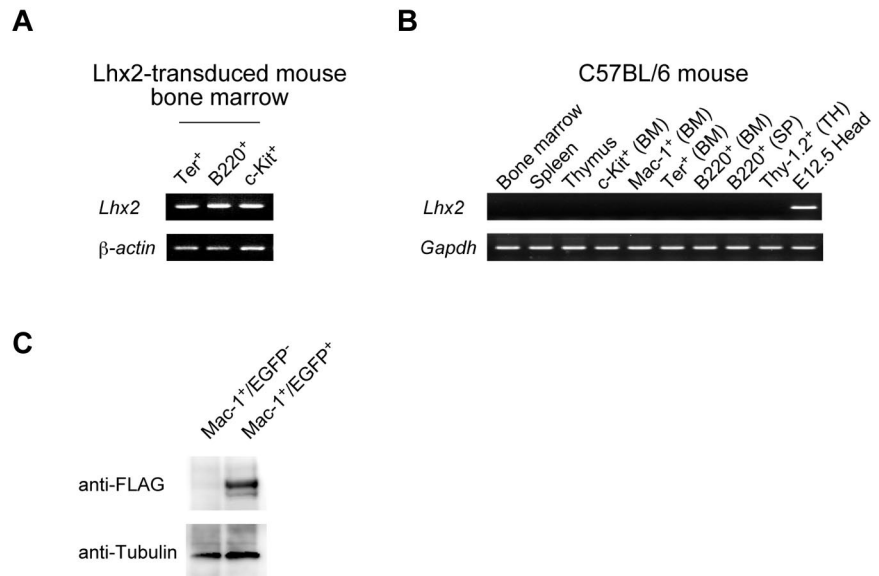 A
Lhx2-transduced mouse
bone marrow
Ter⁺
B220⁺
c-Kit⁺
Lhx2
β-actin
B
C57BL/6 mouse
Bone marrow
Spleen
Thymus
c-Kit⁺ (BM)
Mac-1⁺ (BM)
Ter⁺ (BM)
B220⁺ (BM)
B220⁺ (SP)
Thy-1.2⁺ (TH)
E12.5 Head
Lhx2
Gapdh
C
Mac-1⁺/EGFP⁻
Mac-1⁺/EGFP⁺
anti-FLAG
anti-Tubulin